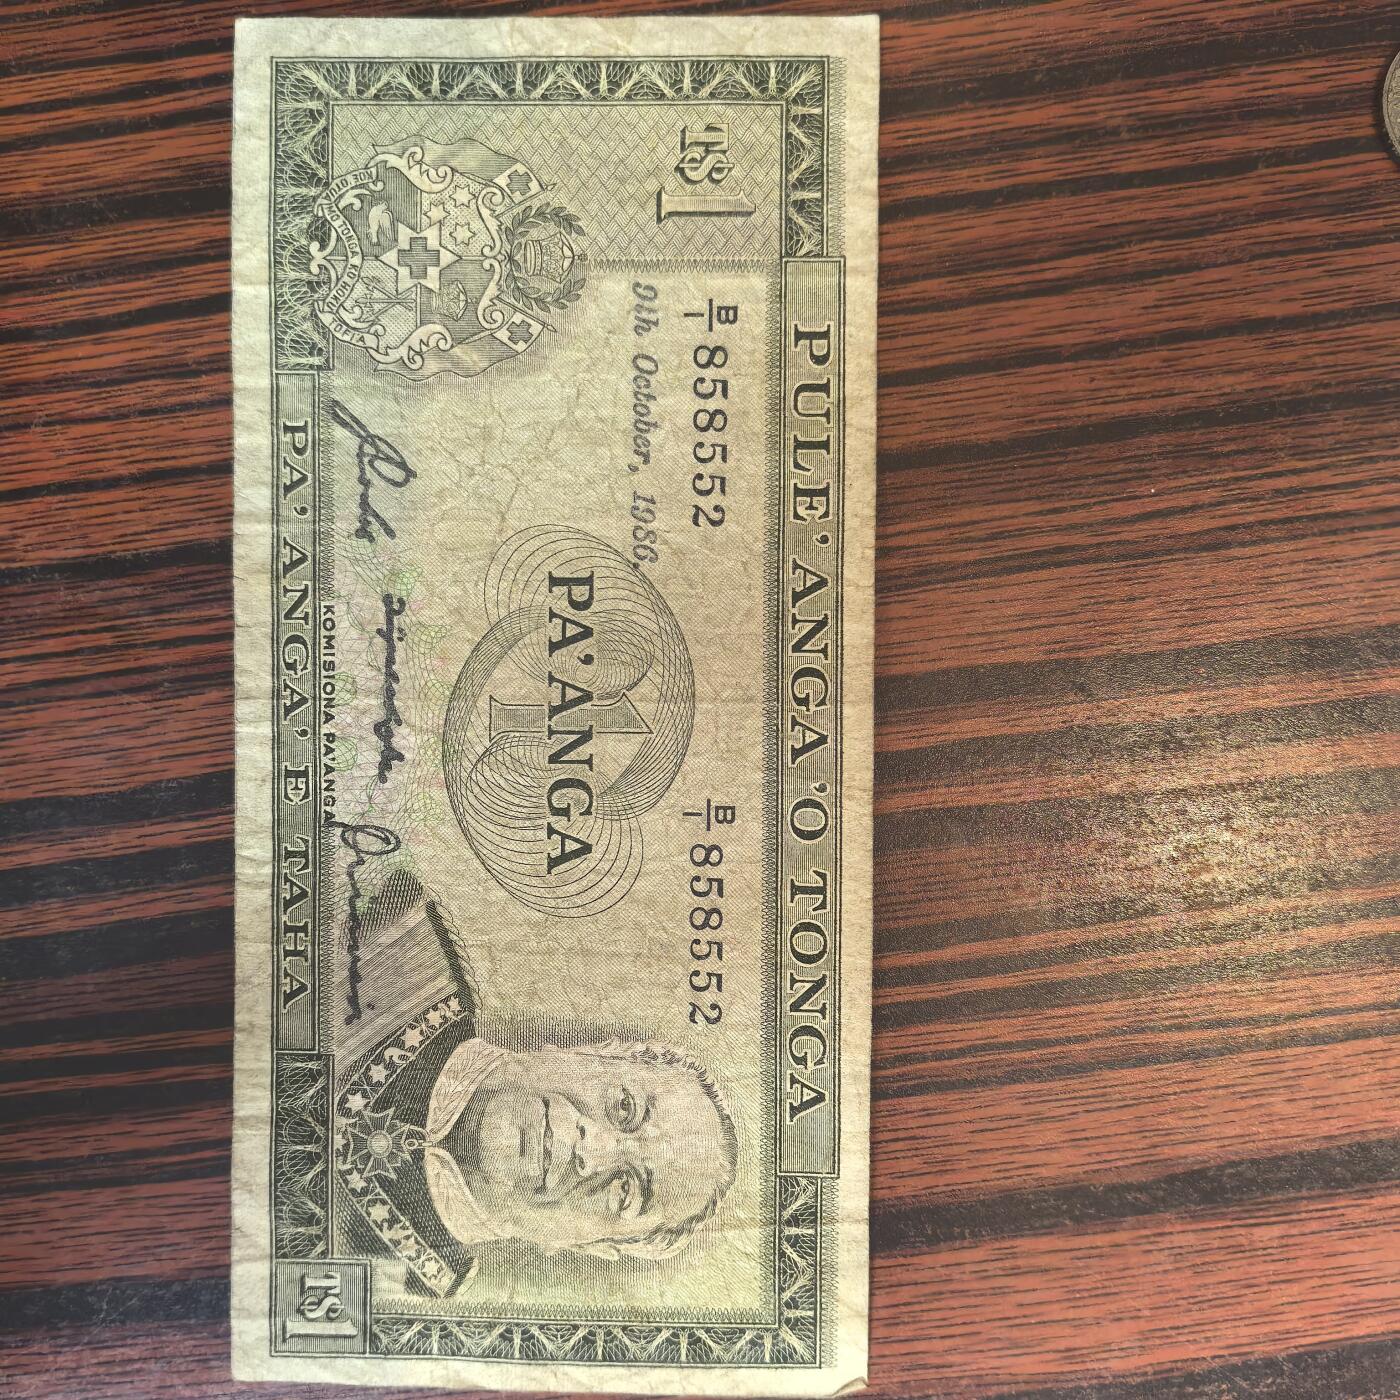 PULE' ANGA 'O TONGA
T$1
B/1 858552
B/1 858552
9th October, 1986.
1
PA'ANGA
KOMISIONA PA'ANGA
PA'ANGA' E TAHA
T$1